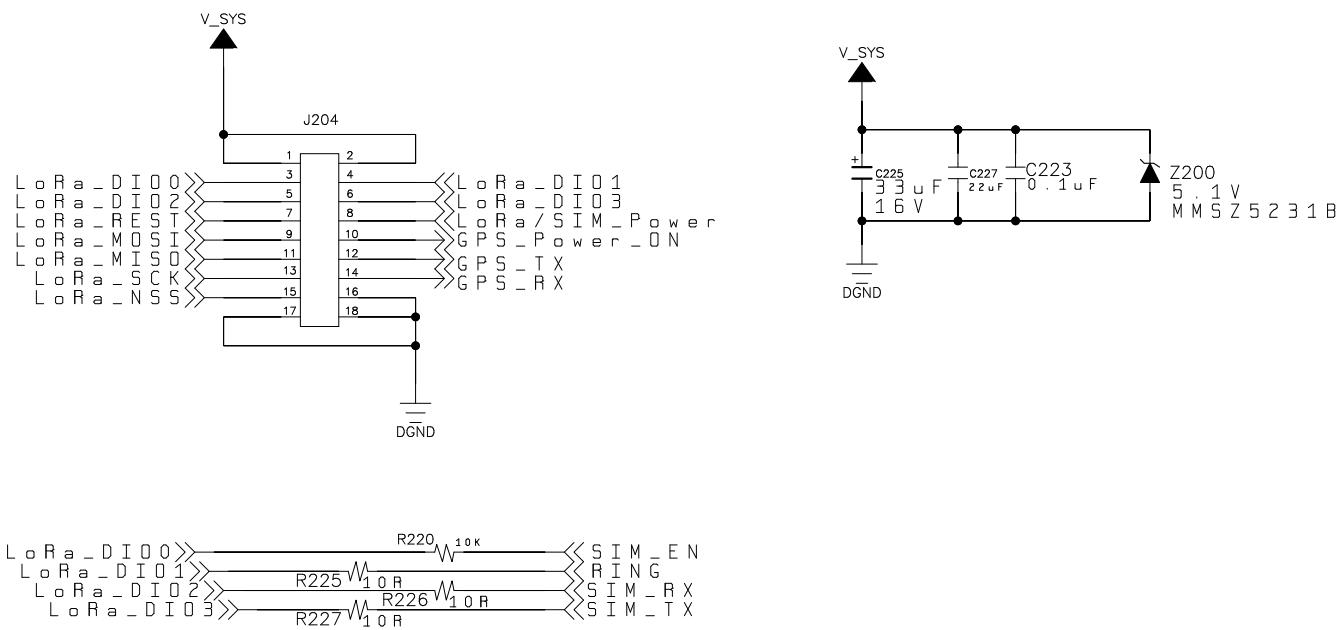 V_SYS
J204
1 2
3 4
5 6
7 8
9 10
11 12
13 14
15 16
17 18
LoRa_DIO0
LoRa_DIO2
LoRa_REST
LoRa_MOSI
LoRa_MISO
LoRa_SCK
LoRa_NSS
LoRa_DIO1
LoRa_DIO3
LoRa/SIM_Power
GPS_Power_ON
GPS_TX
GPS_RX
DGND
V_SYS
+
C225
33uF
16V
C227
22uF
C223
0.1uF
Z200
5.1V
MMSZ5231B
DGND
LoRa_DIO0 R220 10K SIM_EN
LoRa_DIO1 R225 10R RING
LoRa_DIO2 R226 10R SIM_RX
LoRa_DIO3 R227 10R SIM_TX